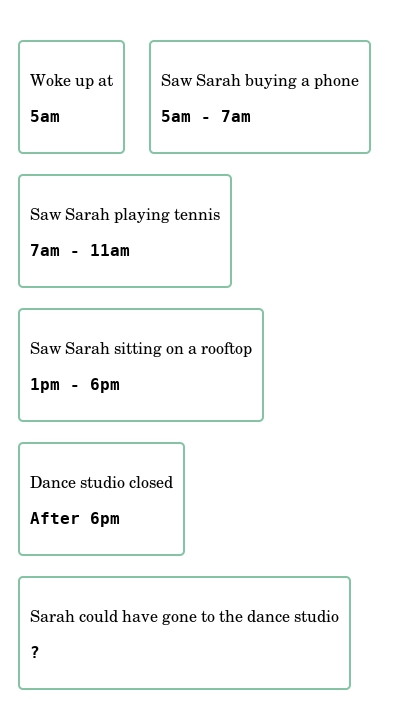 Woke up at
5am
Saw Sarah buying a phone
5am - 7am
Saw Sarah playing tennis
7am - 11am
Saw Sarah sitting on a rooftop
1pm - 6pm
Dance studio closed
After 6pm
Sarah could have gone to the dance studio
?